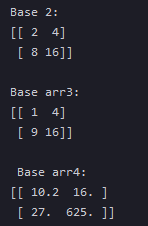 Base 2:
[[ 2  4]
 [ 8 16]]
Base arr3:
[[ 1  4]
 [ 9 16]]
 Base arr4:
[[ 10.2  16. ]
 [ 27.  625. ]]